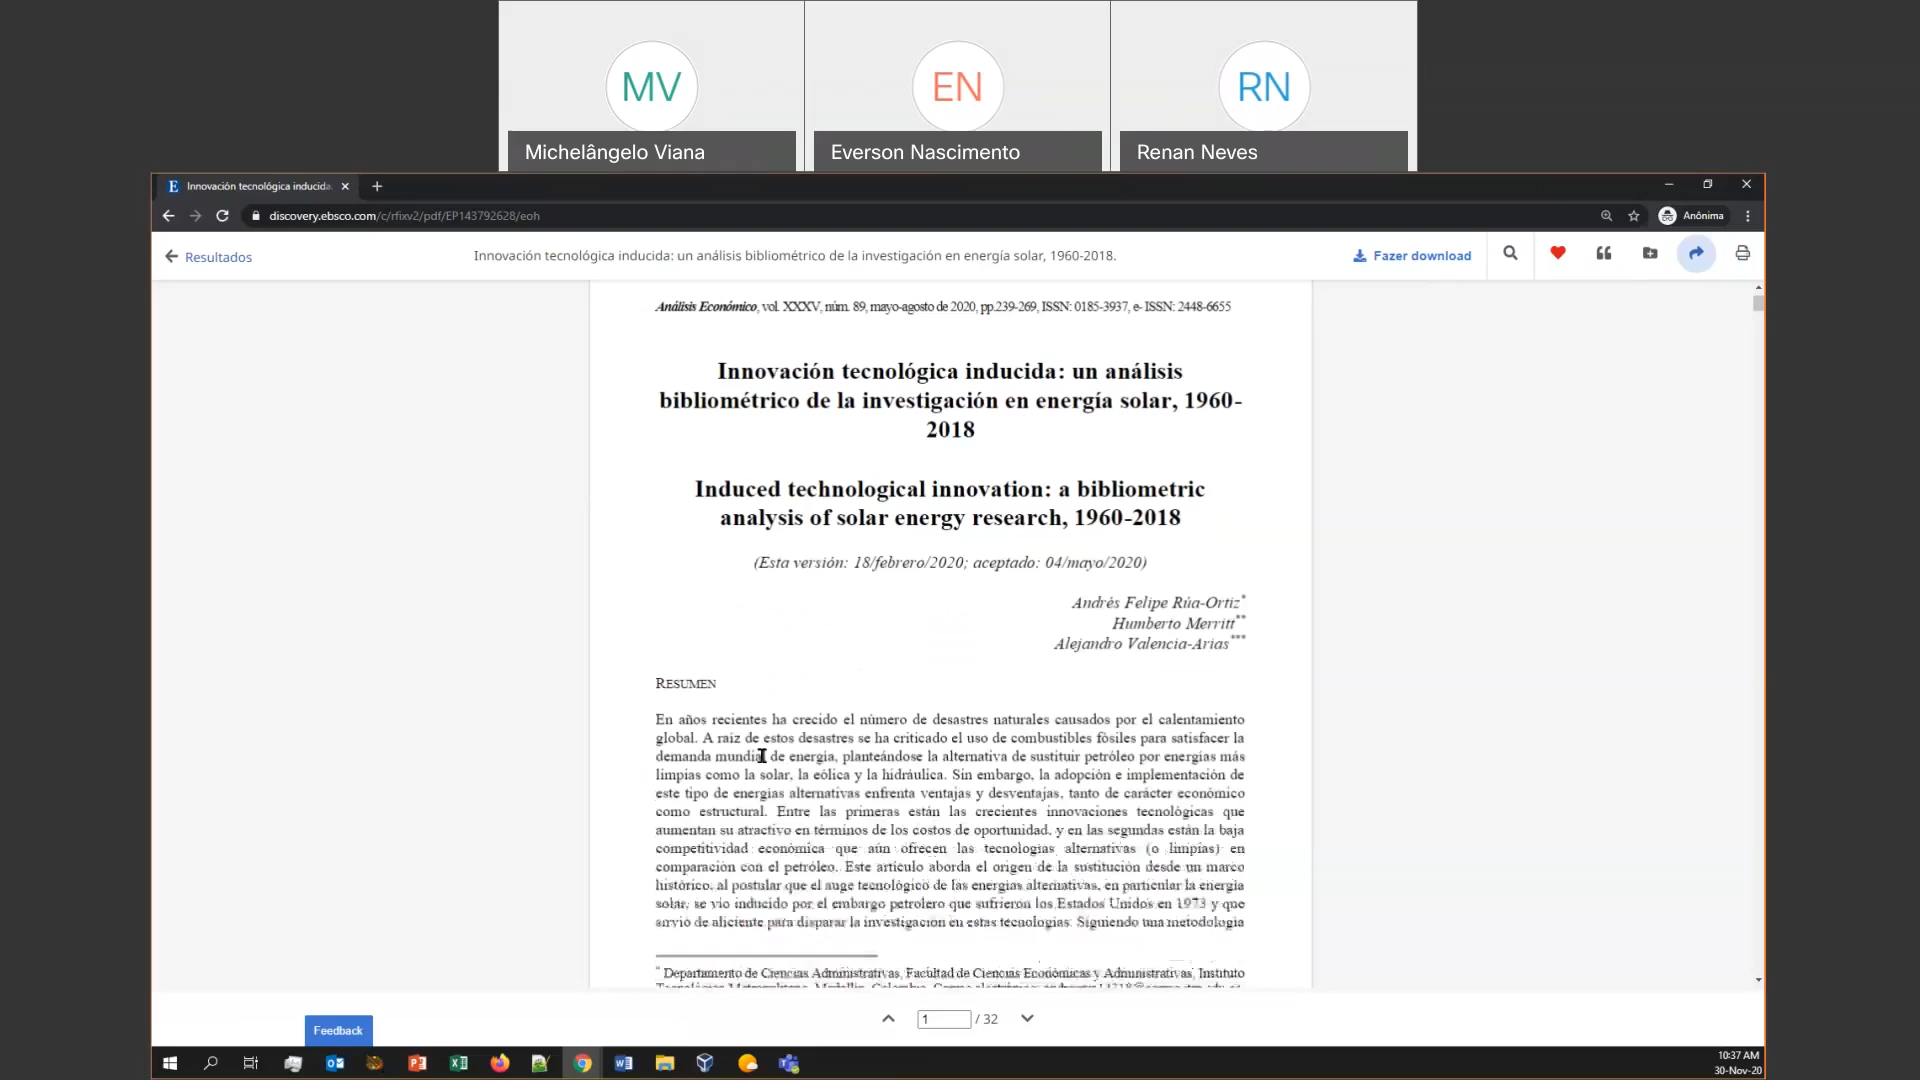 MV
EN
RN
Michelângelo Viana
Everson Nascimento
Renan Neves
Innovación tecnológica inducida
discovery.ebsco.com/c/rfixv2/pdf/EP143792628/eoh
Anónima
Resultados
Innovación tecnológica inducida: un análisis bibliométrico de la investigación en energía solar, 1960-2018.
Fazer download
Análisis Económico, vol. XXXV, núm. 89, mayo-agosto de 2020, pp.239-269, ISSN: 0185-3937, e- ISSN: 2448-6655
Innovación tecnológica inducida: un análisis
bibliométrico de la investigación en energía solar, 1960-
2018
Induced technological innovation: a bibliometric
analysis of solar energy research, 1960-2018
(Esta versión: 18/febrero/2020; aceptado: 04/mayo/2020)
Andrés Felipe Rúa-Ortiz*
Humberto Merritt**
Alejandro Valencia-Arias***
RESUMEN
En años recientes ha crecido el número de desastres naturales causados por el calentamiento
global. A raíz de estos desastres se ha criticado el uso de combustibles fósiles para satisfacer la
demanda mundial de energía, planteándose la alternativa de sustituir petróleo por energías más
limpias como la solar, la eólica y la hidráulica. Sin embargo, la adopción e implementación de
este tipo de energías alternativas enfrenta ventajas y desventajas, tanto de carácter económico
como estructural. Entre las primeras están las crecientes innovaciones tecnológicas que
aumentan su atractivo en términos de los costos de oportunidad, y en las segundas están la baja
competitividad económica que aún ofrecen las tecnologías alternativas (o limpias) en
comparación con el petróleo. Este artículo aborda el origen de la sustitución desde un marco
histórico, al postular que el auge tecnológico de las energías alternativas, en particular la energía
solar, se vio inducido por el embargo petrolero que sufrieron los Estados Unidos en 1973 y que
sirvió de aliciente para disparar la investigación en estas tecnologías. Siguiendo una metodología
* Departamento de Ciencias Administrativas, Facultad de Ciencias Económicas y Administrativas, Instituto
Tecnológico Metropolitano, Medellín, Colombia. Correo electrónico:
1 / 32
Feedback
10:37 AM
30-Nov-20